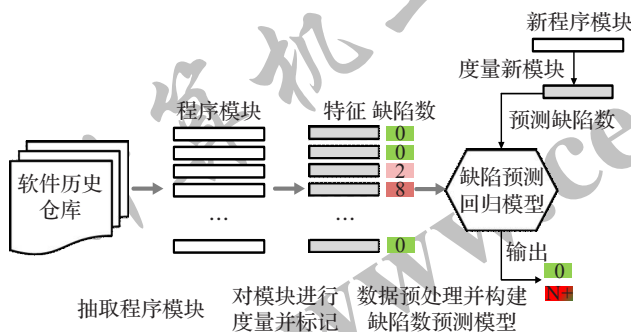 新程序模块
度量新模块
预测缺陷数
程序模块
特征 缺陷数
0
0
2
8
…
…
0
软件历史
仓库
缺陷预测
回归模型
输出
0
N+
抽取程序模块
对模块进行
度量并标记
数据预处理并构建
缺陷数预测模型
机
www.ce